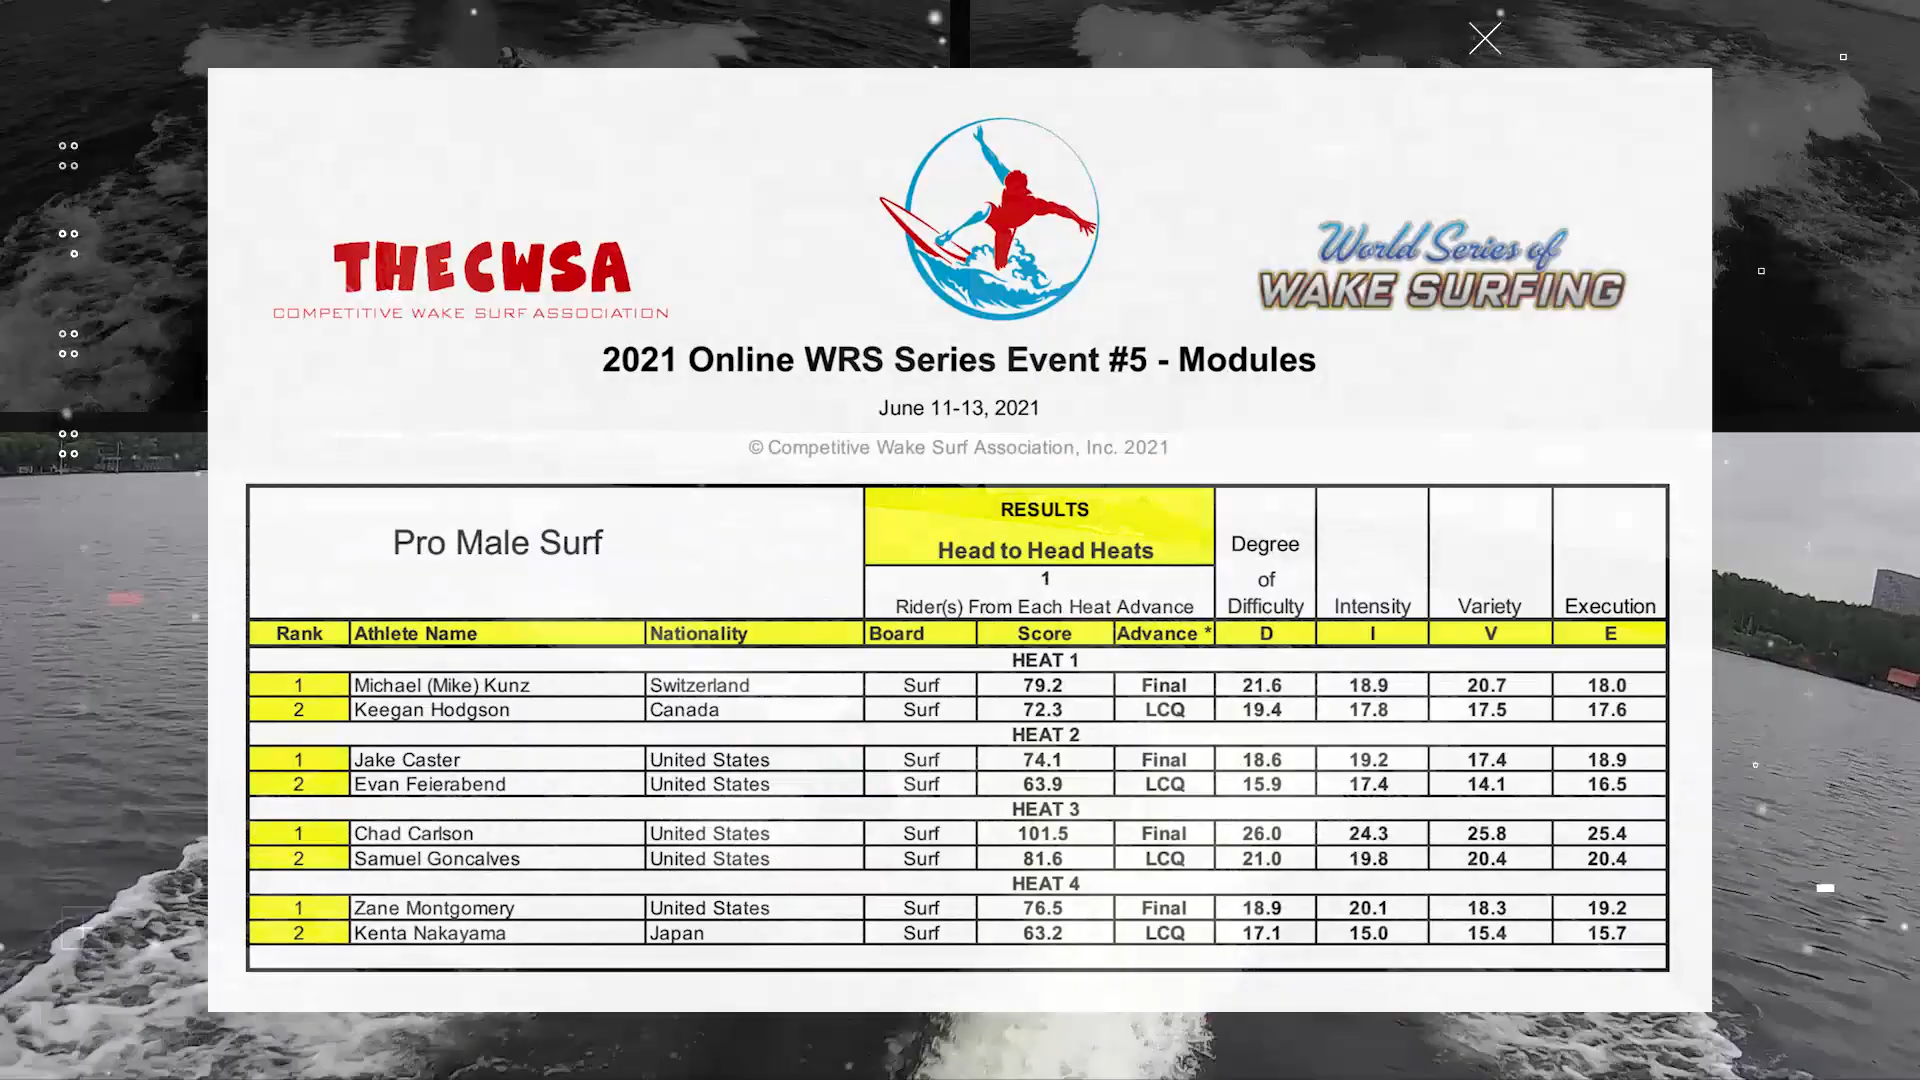 THECWSA
COMPETITIVE WAKE SURF ASSOCIATION
World Series of
WAKE SURFING
2021 Online WRS Series Event #5 - Modules
June 11-13, 2021
© Competitive Wake Surf Association, Inc. 2021
Pro Male Surf
RESULTS
Head to Head Heats
1
Rider(s) From Each Heat Advance
Degree
of
Difficulty
Intensity
Variety
Execution
Rank Athlete Name Nationality Board Score Advance * D I V E
HEAT 1
1 Michael (Mike) Kunz Switzerland Surf 79.2 Final 21.6 18.9 20.7 18.0
2 Keegan Hodgson Canada Surf 72.3 LCQ 19.4 17.8 17.5 17.6
HEAT 2
1 Jake Caster United States Surf 74.1 Final 18.6 19.2 17.4 18.9
2 Evan Feierabend United States Surf 63.9 LCQ 15.9 17.4 14.1 16.5
HEAT 3
1 Chad Carlson United States Surf 101.5 Final 26.0 24.3 25.8 25.4
2 Samuel Goncalves United States Surf 81.6 LCQ 21.0 19.8 20.4 20.4
HEAT 4
1 Zane Montgomery United States Surf 76.5 Final 18.9 20.1 18.3 19.2
2 Kenta Nakayama Japan Surf 63.2 LCQ 17.1 15.0 15.4 15.7